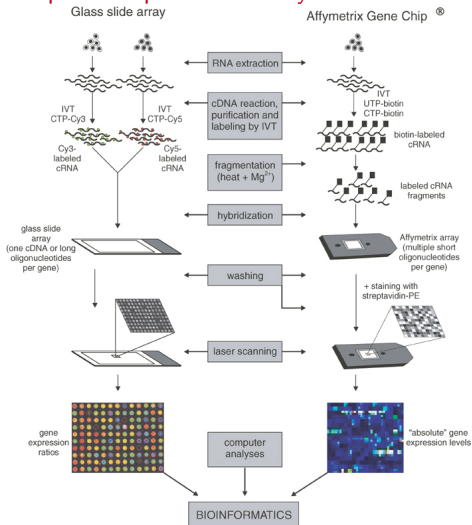 Glass slide array
Affymetrix Gene Chip ®
RNA extraction
IVT
CTP-Cy3
IVT
CTP-Cy5
cDNA reaction,
purification and
labeling by IVT
IVT
UTP-biotin
CTP-biotin
Cy3-
labeled
cRNA
Cy5-
labeled
cRNA
biotin-labeled
cRNA
fragmentation
(heat + Mg2+)
labeled cRNA
fragments
hybridization
glass slide
array
(one cDNA or long
oligonucleotides
per gene)
Affymetrix array
(multiple short
oligonucleotides
per gene)
washing
+ staining with
streptavidin-PE
laser scanning
gene
expression
ratios
computer
analyses
"absolute" gene
expression levels
BIOINFORMATICS